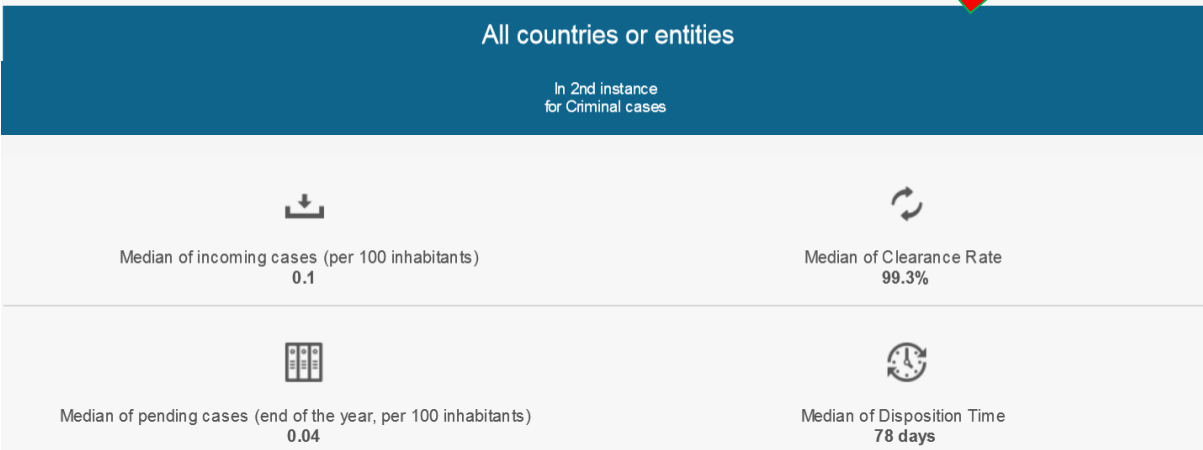 All countries or entities
In 2nd instance
for Criminal cases
Median of incoming cases (per 100 inhabitants)
0.1
Median of Clearance Rate
99.3%
Median of pending cases (end of the year, per 100 inhabitants)
0.04
Median of Disposition Time
78 days